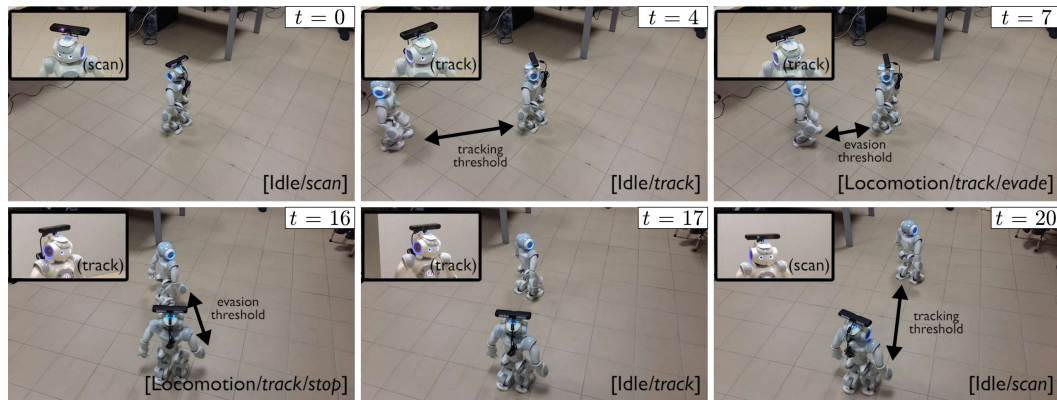 t = 0
(scan)
[Idle/scan]
t = 4
(track)
tracking
threshold
[Idle/track]
t = 7
(track)
evasion
threshold
[Locomotion/track/evade]
t = 16
(track)
evasion
threshold
[Locomotion/track/stop]
t = 17
(track)
[Idle/track]
t = 20
(scan)
tracking
threshold
[Idle/scan]